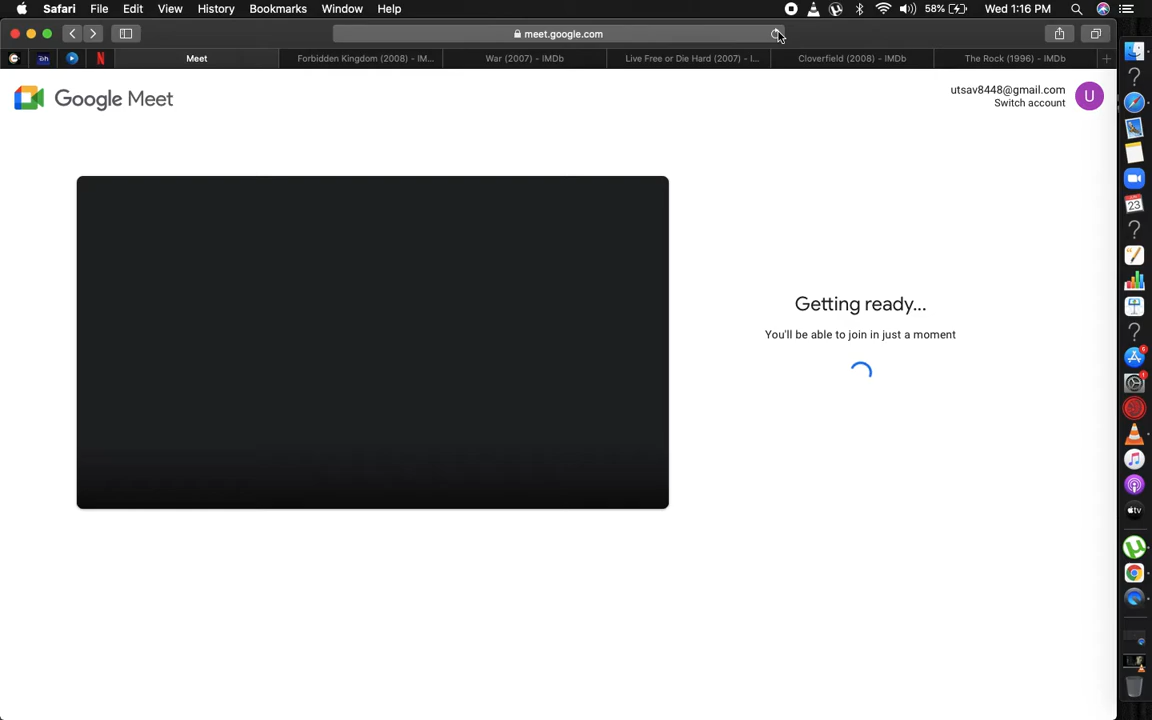 Safari File Edit View History Bookmarks Window Help 58% Wed 1:16 PM
meet.google.com
Meet Forbidden Kingdom (2008) - IM... War (2007) - IMDb Live Free or Die Hard (2007) - I... Cloverfield (2008) - IMDb The Rock (1996) - IMDb
Google Meet
utsav8448@gmail.com
Switch account
U
Getting ready...
You'll be able to join in just a moment
23
tv